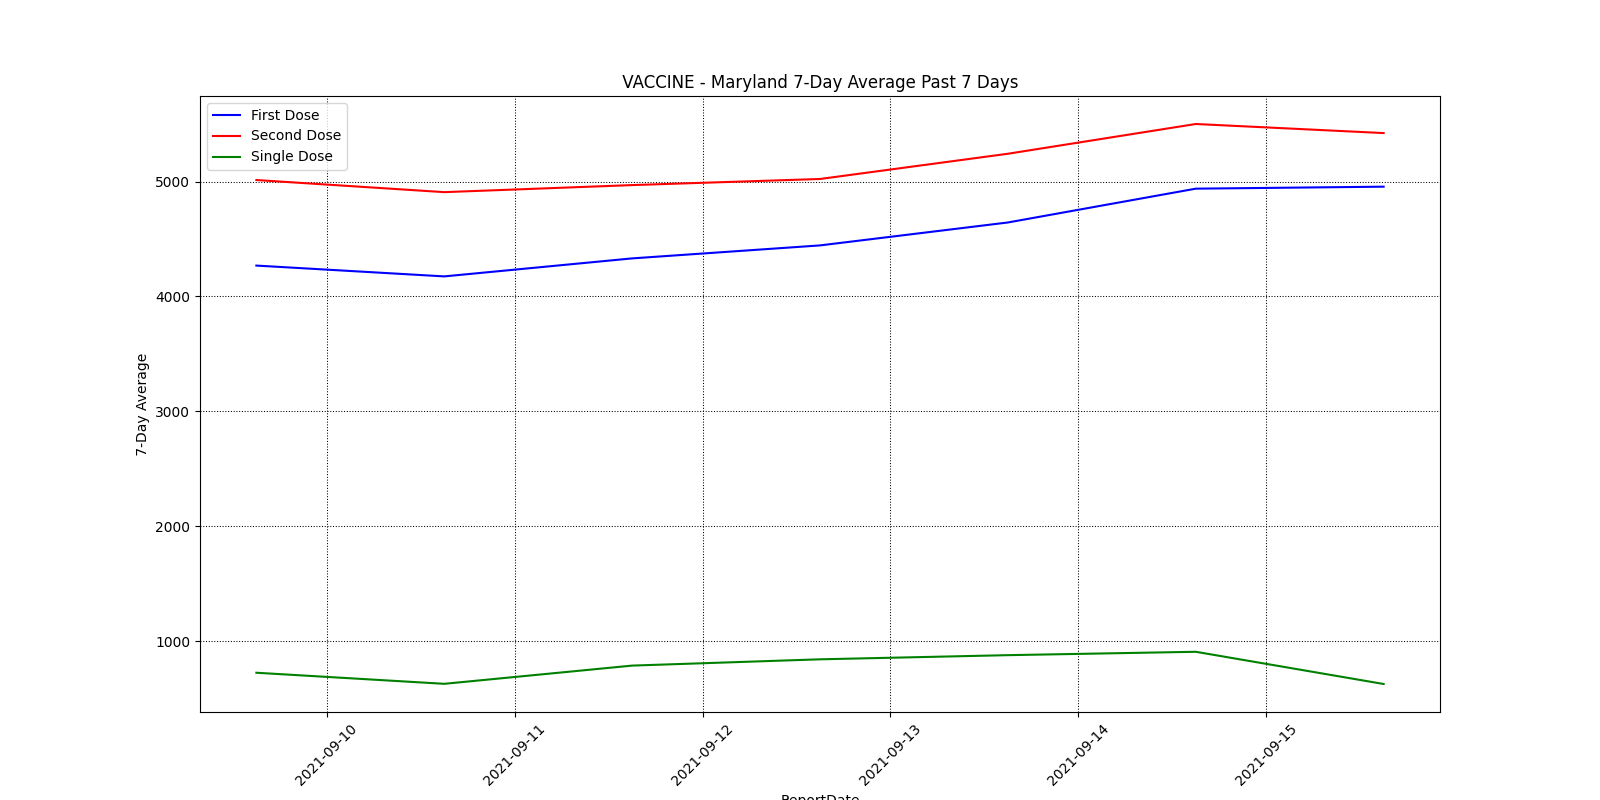 VACCINE - Maryland 7-Day Average Past 7 Days
First Dose
Second Dose
Single Dose
7-Day Average
5000
4000
3000
2000
1000
2021-09-10
2021-09-11
2021-09-12
2021-09-13
2021-09-14
2021-09-15
ReportDate